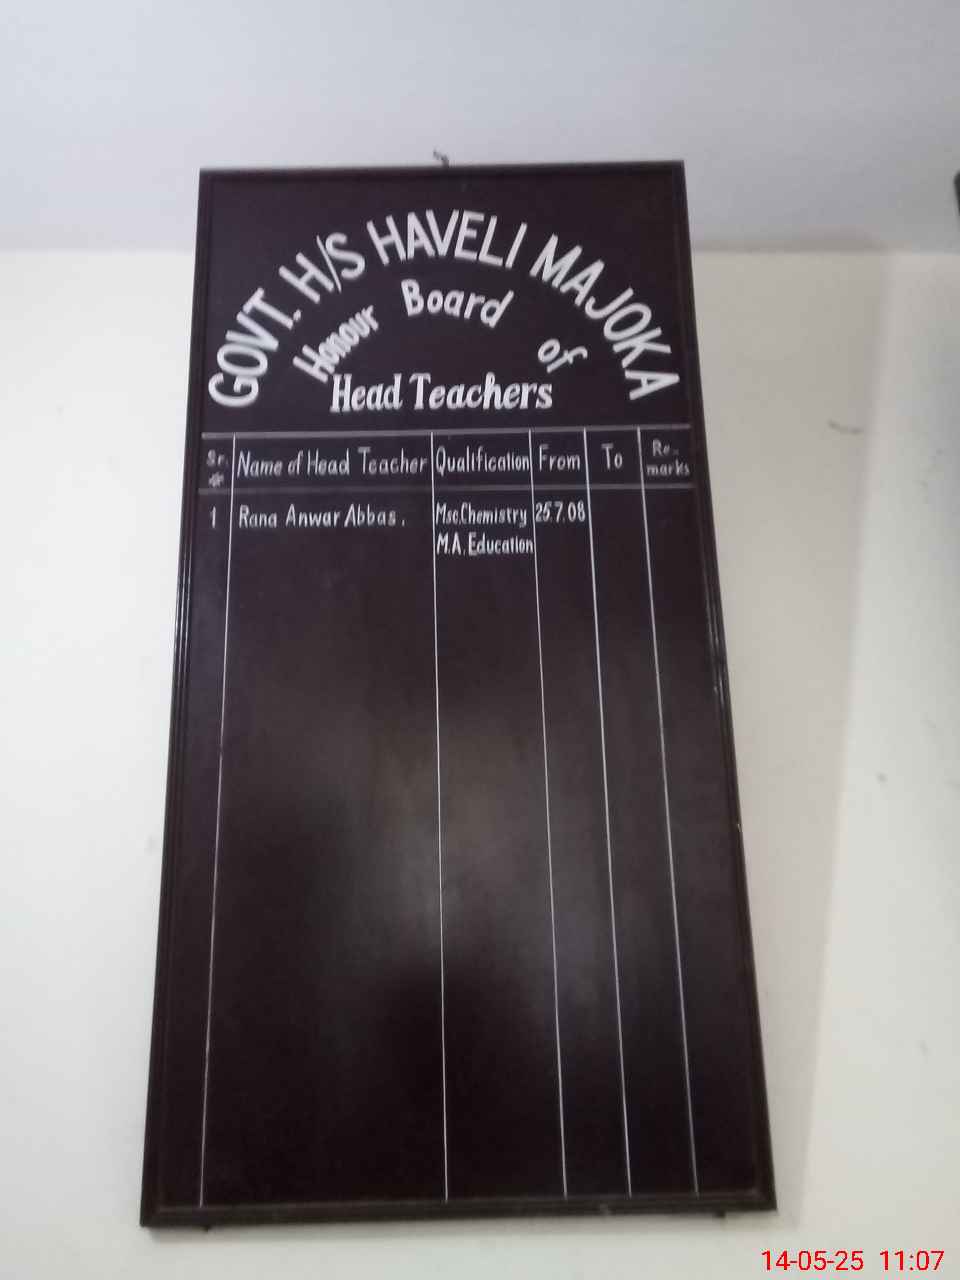 GOVT. H/S HAVELI MAJOKA
Honour Board of
Head Teachers
Sr. # Name of Head Teacher Qualification From To Re-marks
1 Rana Anwar Abbas. Msc.Chemistry 25.7.08
M.A. Education
14-05-25 11:07